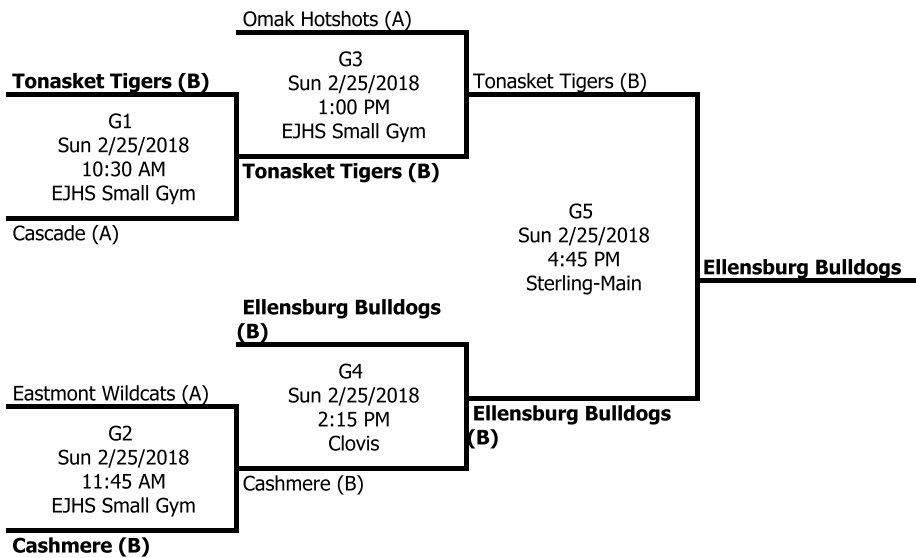 Omak Hotshots (A)
G3
Sun 2/25/2018
1:00 PM
EJHS Small Gym
Tonasket Tigers (B)
Tonasket Tigers (B)
G1
Sun 2/25/2018
10:30 AM
EJHS Small Gym
Cascade (A)
Tonasket Tigers (B)
G5
Sun 2/25/2018
4:45 PM
Sterling-Main
Ellensburg Bulldogs
Ellensburg Bulldogs
(B)
G4
Sun 2/25/2018
2:15 PM
Clovis
Cashmere (B)
Ellensburg Bulldogs
(B)
Eastmont Wildcats (A)
G2
Sun 2/25/2018
11:45 AM
EJHS Small Gym
Cashmere (B)